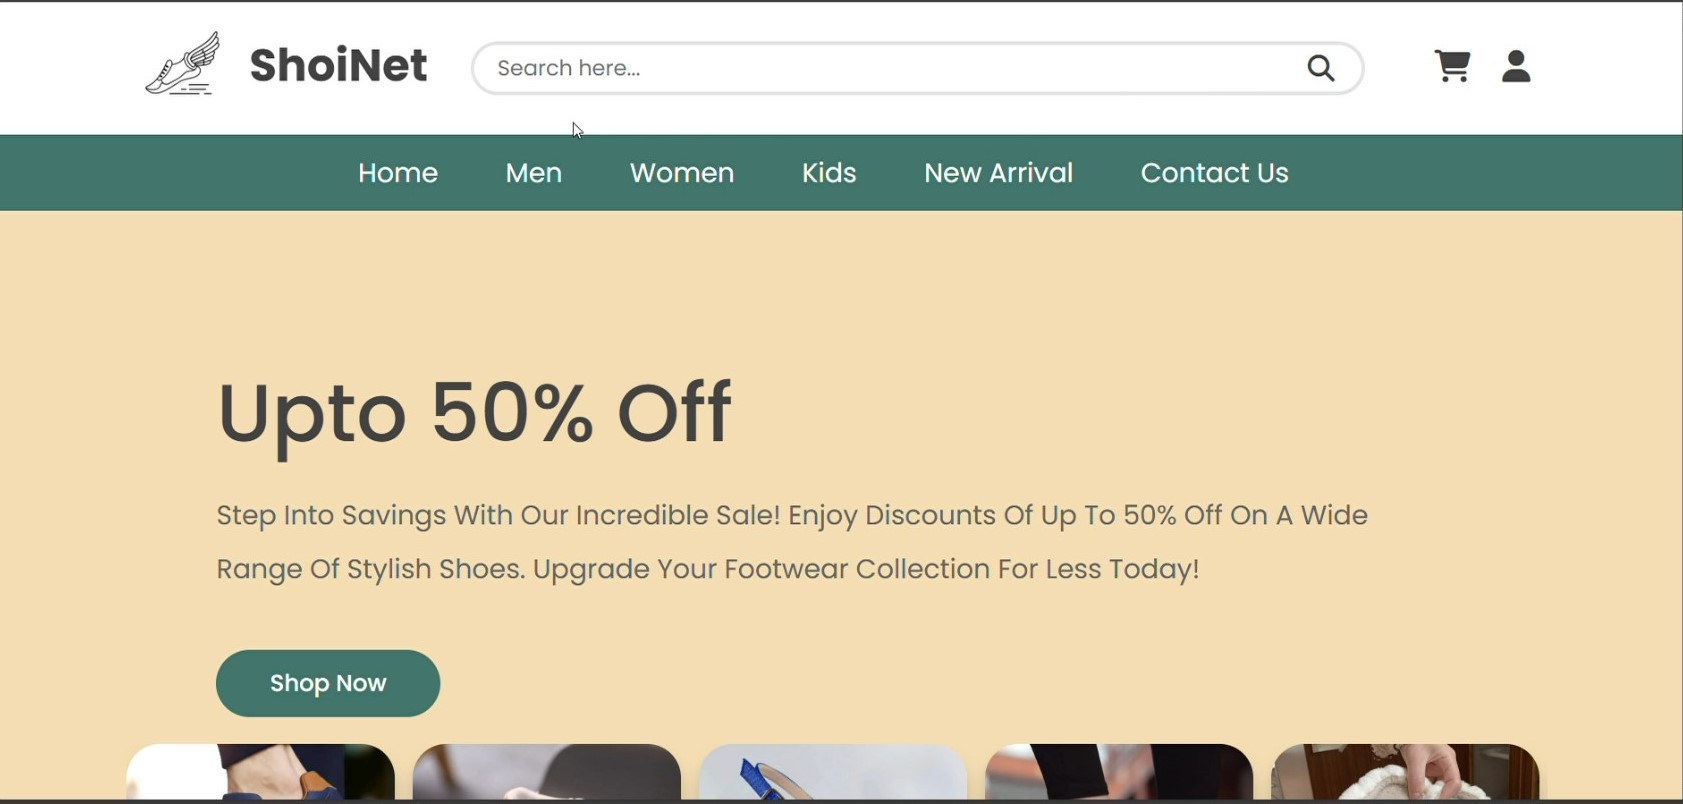 ShoiNet
Search here...
Home Men Women Kids New Arrival Contact Us
Upto 50% Off
Step Into Savings With Our Incredible Sale! Enjoy Discounts Of Up To 50% Off On A Wide
Range Of Stylish Shoes. Upgrade Your Footwear Collection For Less Today!
Shop Now